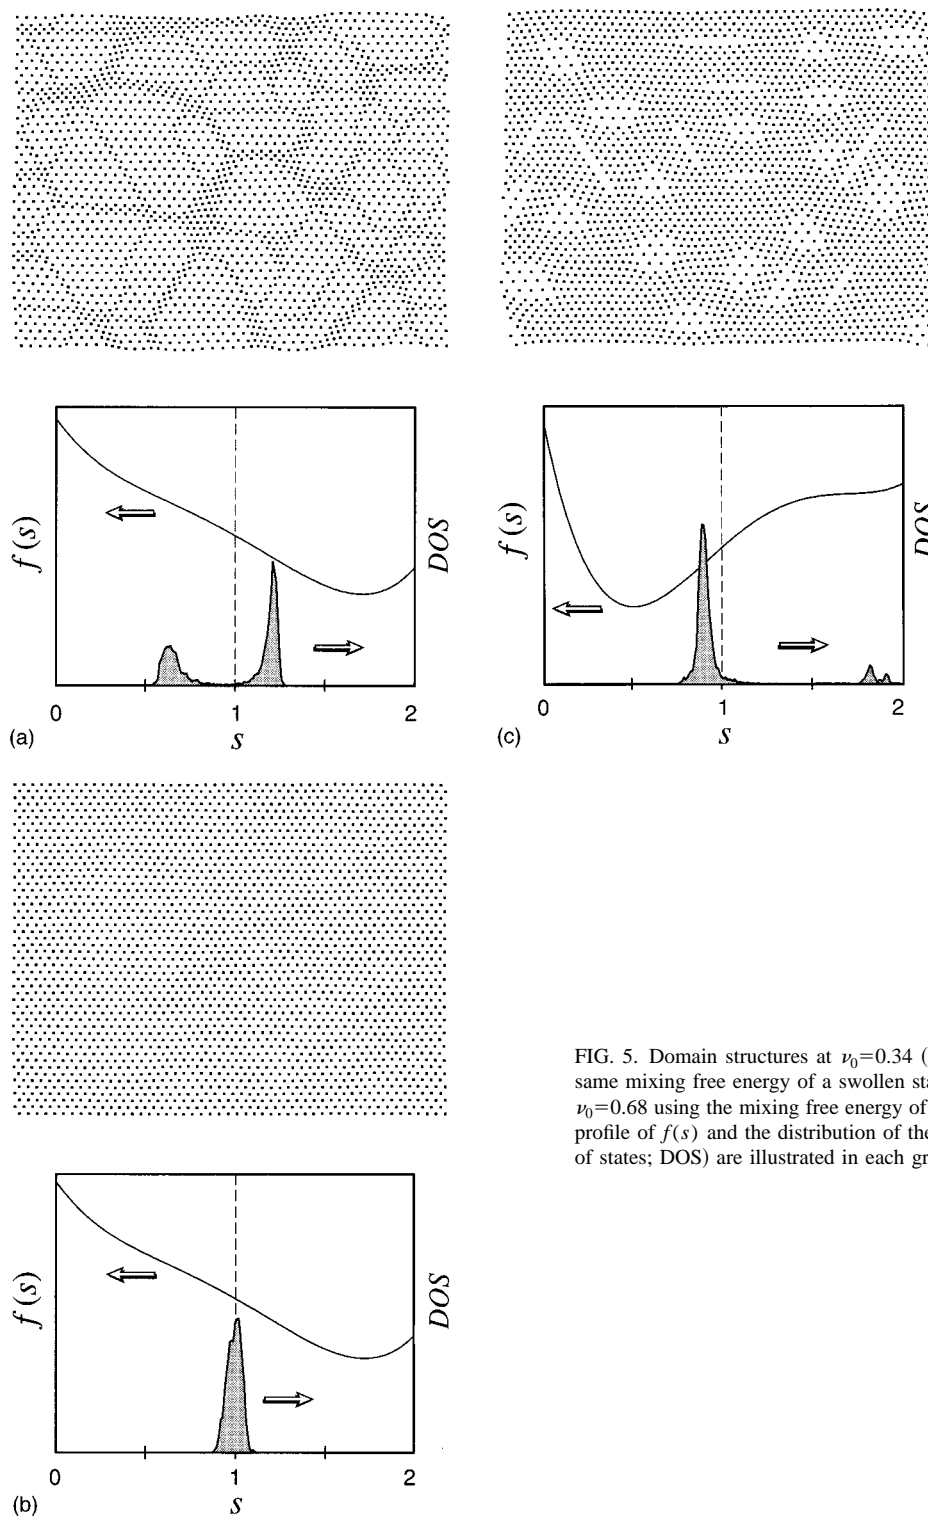 f(s)
DOS
0
1
2
(a)
s
f(s)
DOS
0
1
2
(c)
s
f(s)
DOS
0
1
2
(b)
s
FIG. 5. Domain structures at ν₀=0.34 (
same mixing free energy of a swollen sta
ν₀=0.68 using the mixing free energy of
profile of f(s) and the distribution of the
of states; DOS) are illustrated in each gr